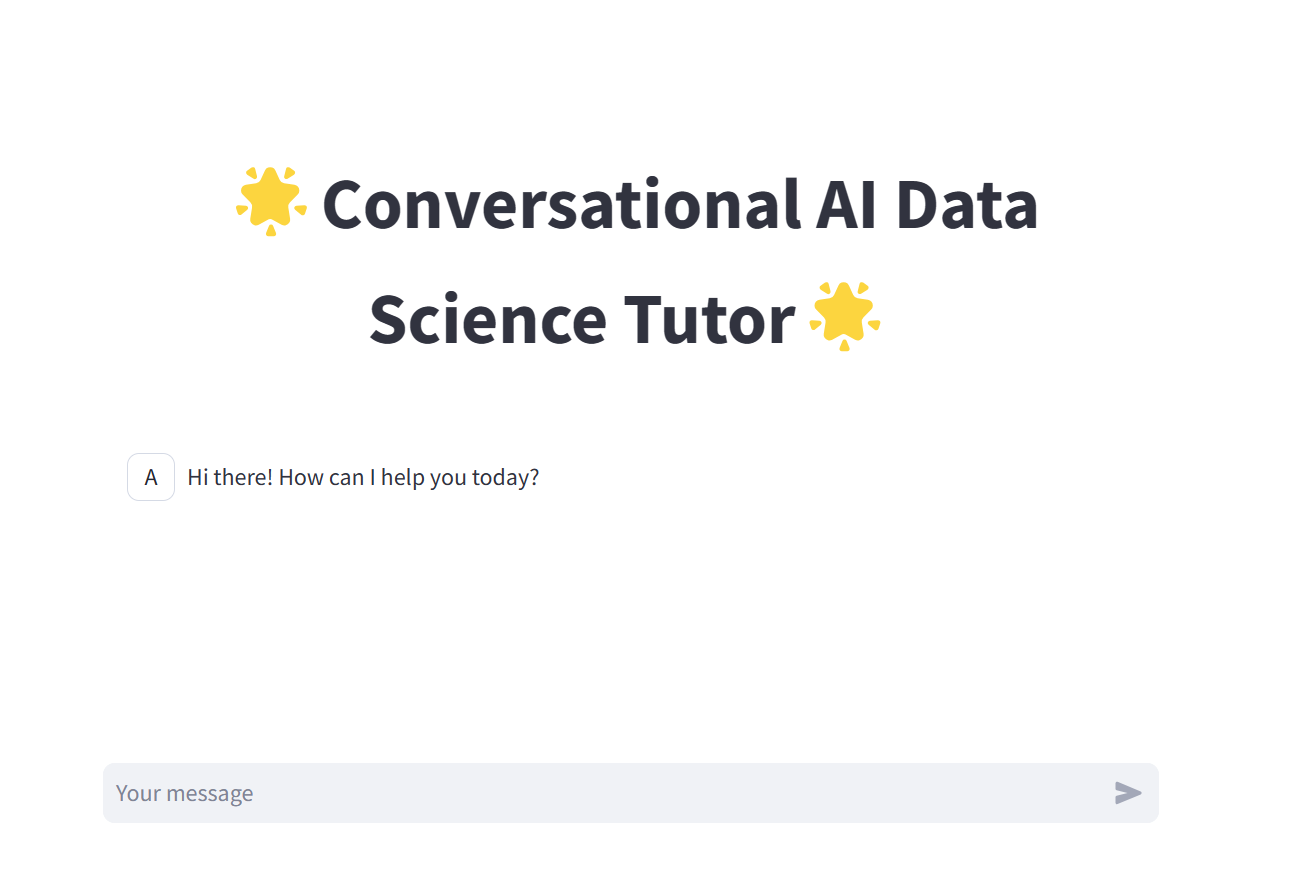 🌟 Conversational AI Data
Science Tutor 🌟
A
Hi there! How can I help you today?
Your message